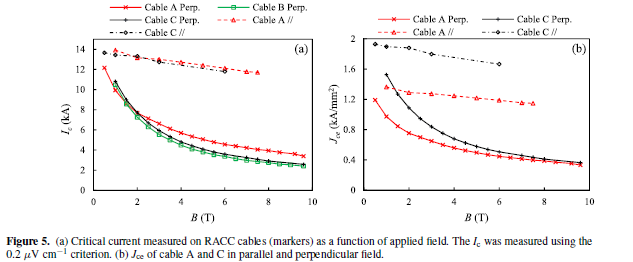 Cable A Perp. Cable B Perp.
Cable C Perp. Cable A //
Cable C //
(a)
14
12
10
8
6
4
2
0
I_c (kA)
0 2 4 6 8 10
B (T)
Cable A Perp. Cable C Perp.
Cable A // Cable C //
(b)
2
1.6
1.2
0.8
0.4
0
J_ce (kA/mm²)
0 2 4 6 8 10
B (T)
Figure 5. (a) Critical current measured on RACC cables (markers) as a function of applied field. The I_c was measured using the
0.2 μV cm⁻¹ criterion. (b) J_ce of cable A and C in parallel and perpendicular field.